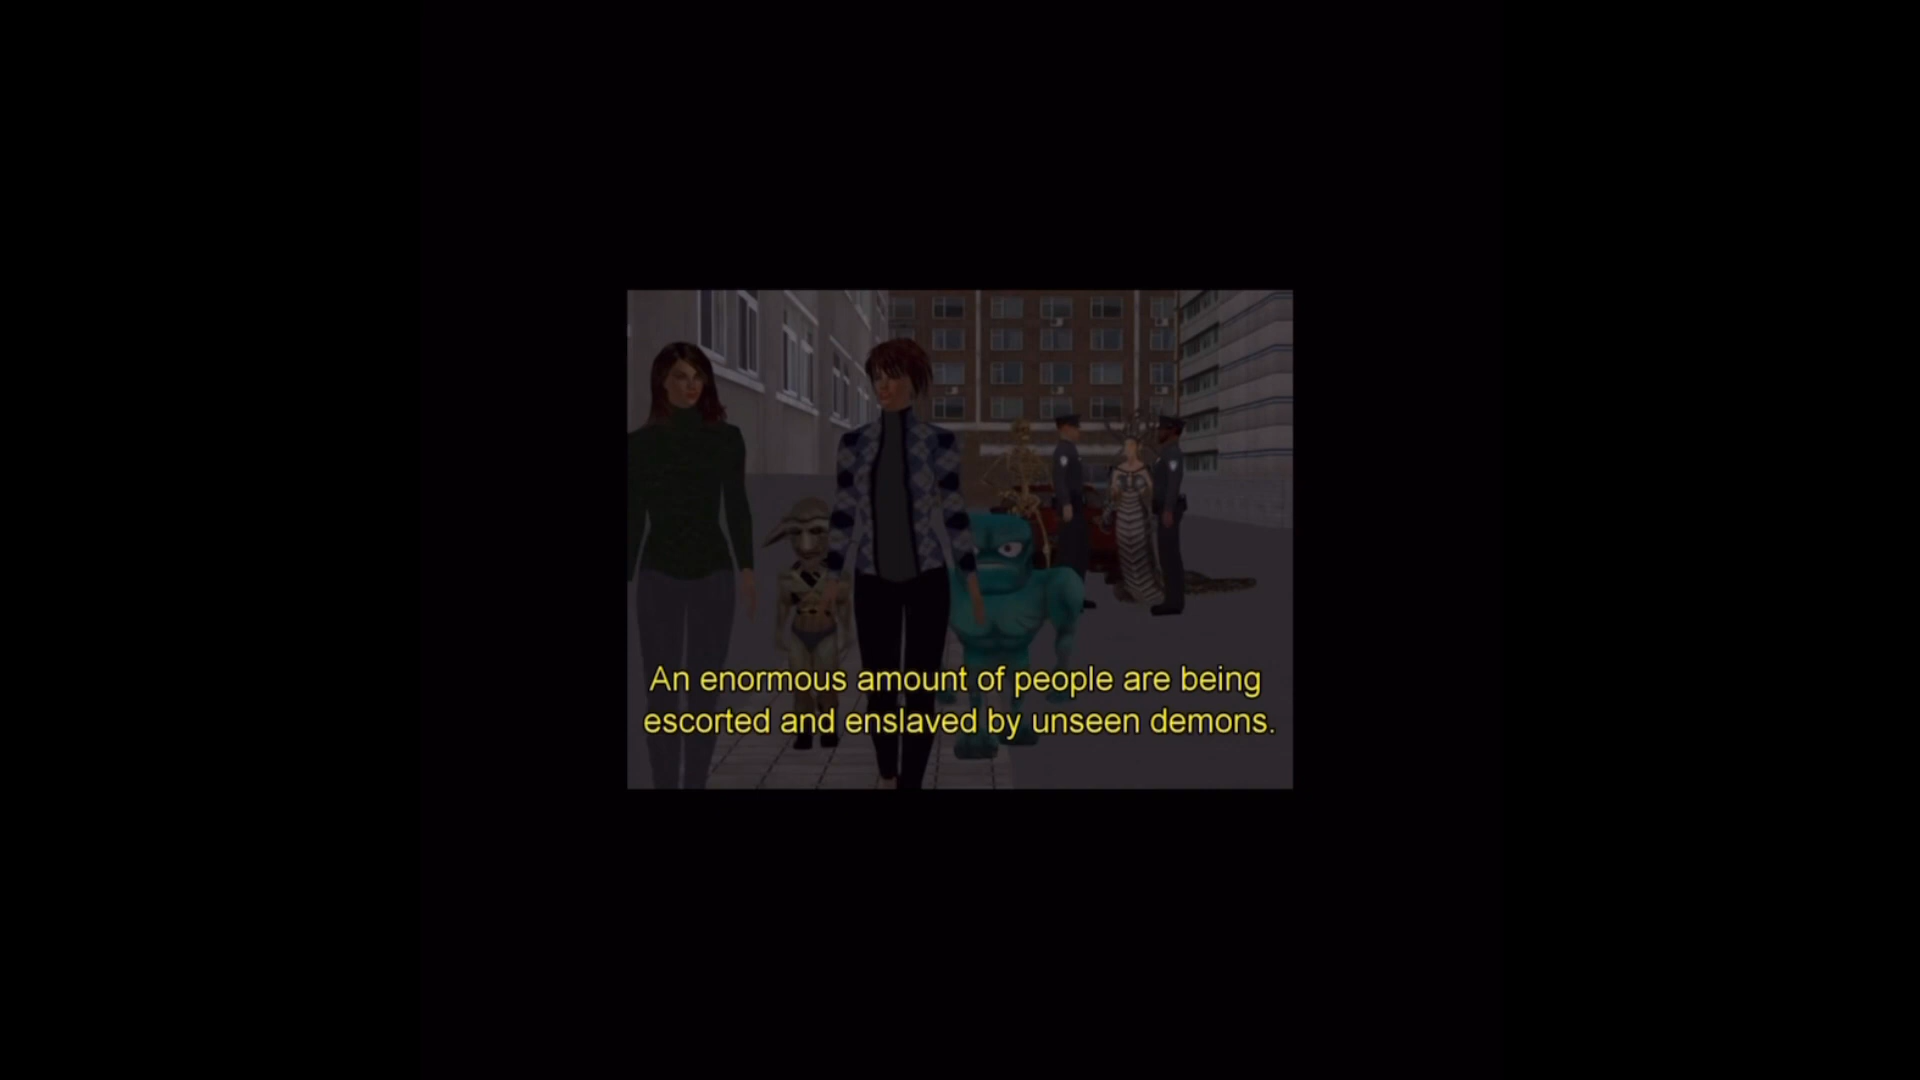 An enormous amount of people are being
escorted and enslaved by unseen demons.